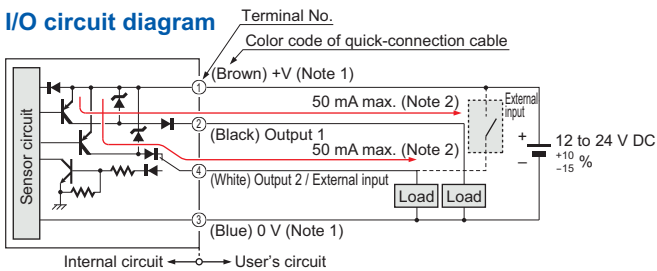 I/O circuit diagram
Terminal No.
Color code of quick-connection cable
1
(Brown) +V (Note 1)
50 mA max. (Note 2)
External
input
2
(Black) Output 1
50 mA max. (Note 2)
+
−
12 to 24 V DC
+10
−15 %
Sensor circuit
4
(White) Output 2 / External input
Load
Load
3
(Blue) 0 V (Note 1)
Internal circuit
User's circuit